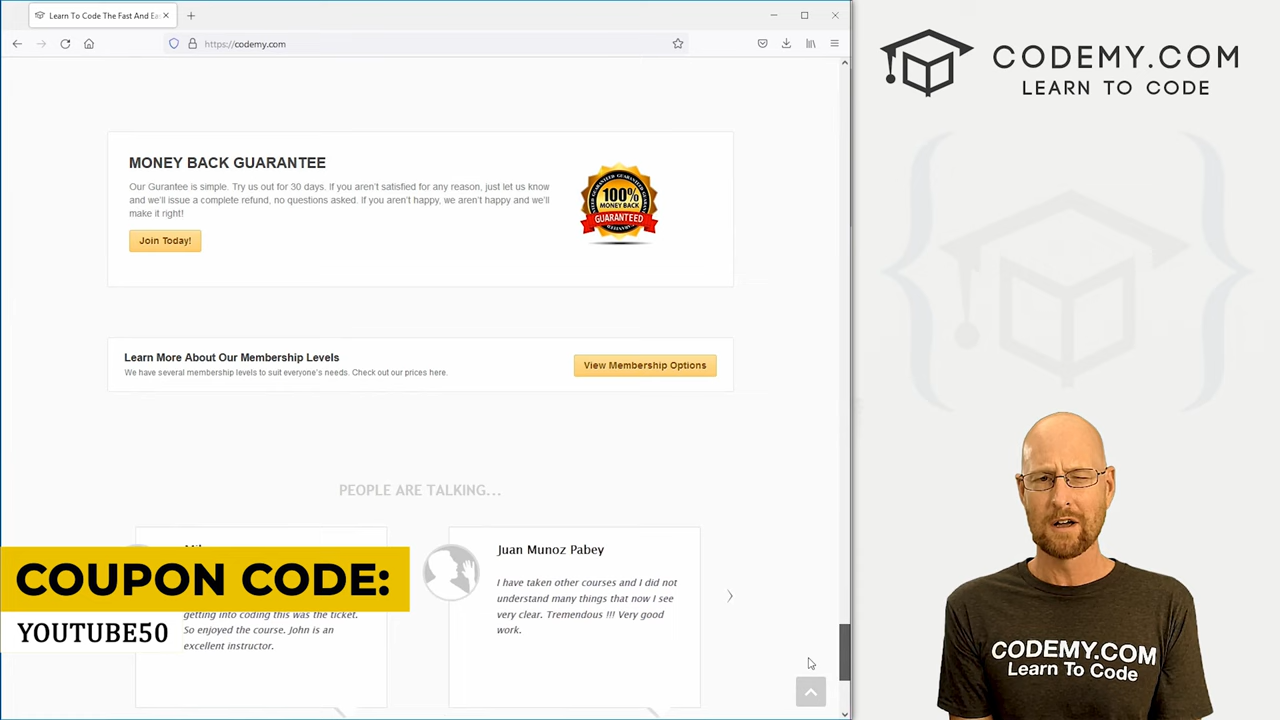 Learn To Code The Fast And Ea
https://codemy.com
CODEMY.COM
LEARN TO CODE
MONEY BACK GUARANTEE
Our Gurantee is simple. Try us out for 30 days. If you aren't satisfied for any reason, just let us know
and we'll issue a complete refund, no questions asked. If you aren't happy, we aren't happy and we'll
make it right!
Join Today!
100%
MONEY BACK
GUARANTEED
Learn More About Our Membership Levels
We have several membership levels to suit everyone's needs. Check out our prices here.
View Membership Options
PEOPLE ARE TALKING...
Juan Munoz Pabey
I have taken other courses and I did not
understand many things that now I see
very clear. Tremendous !!! Very good
work.
COUPON CODE:
YOUTUBE50
getting into coding this was the ticket.
So enjoyed the course. John is an
excellent instructor.
CODEMY.COM
Learn To Code